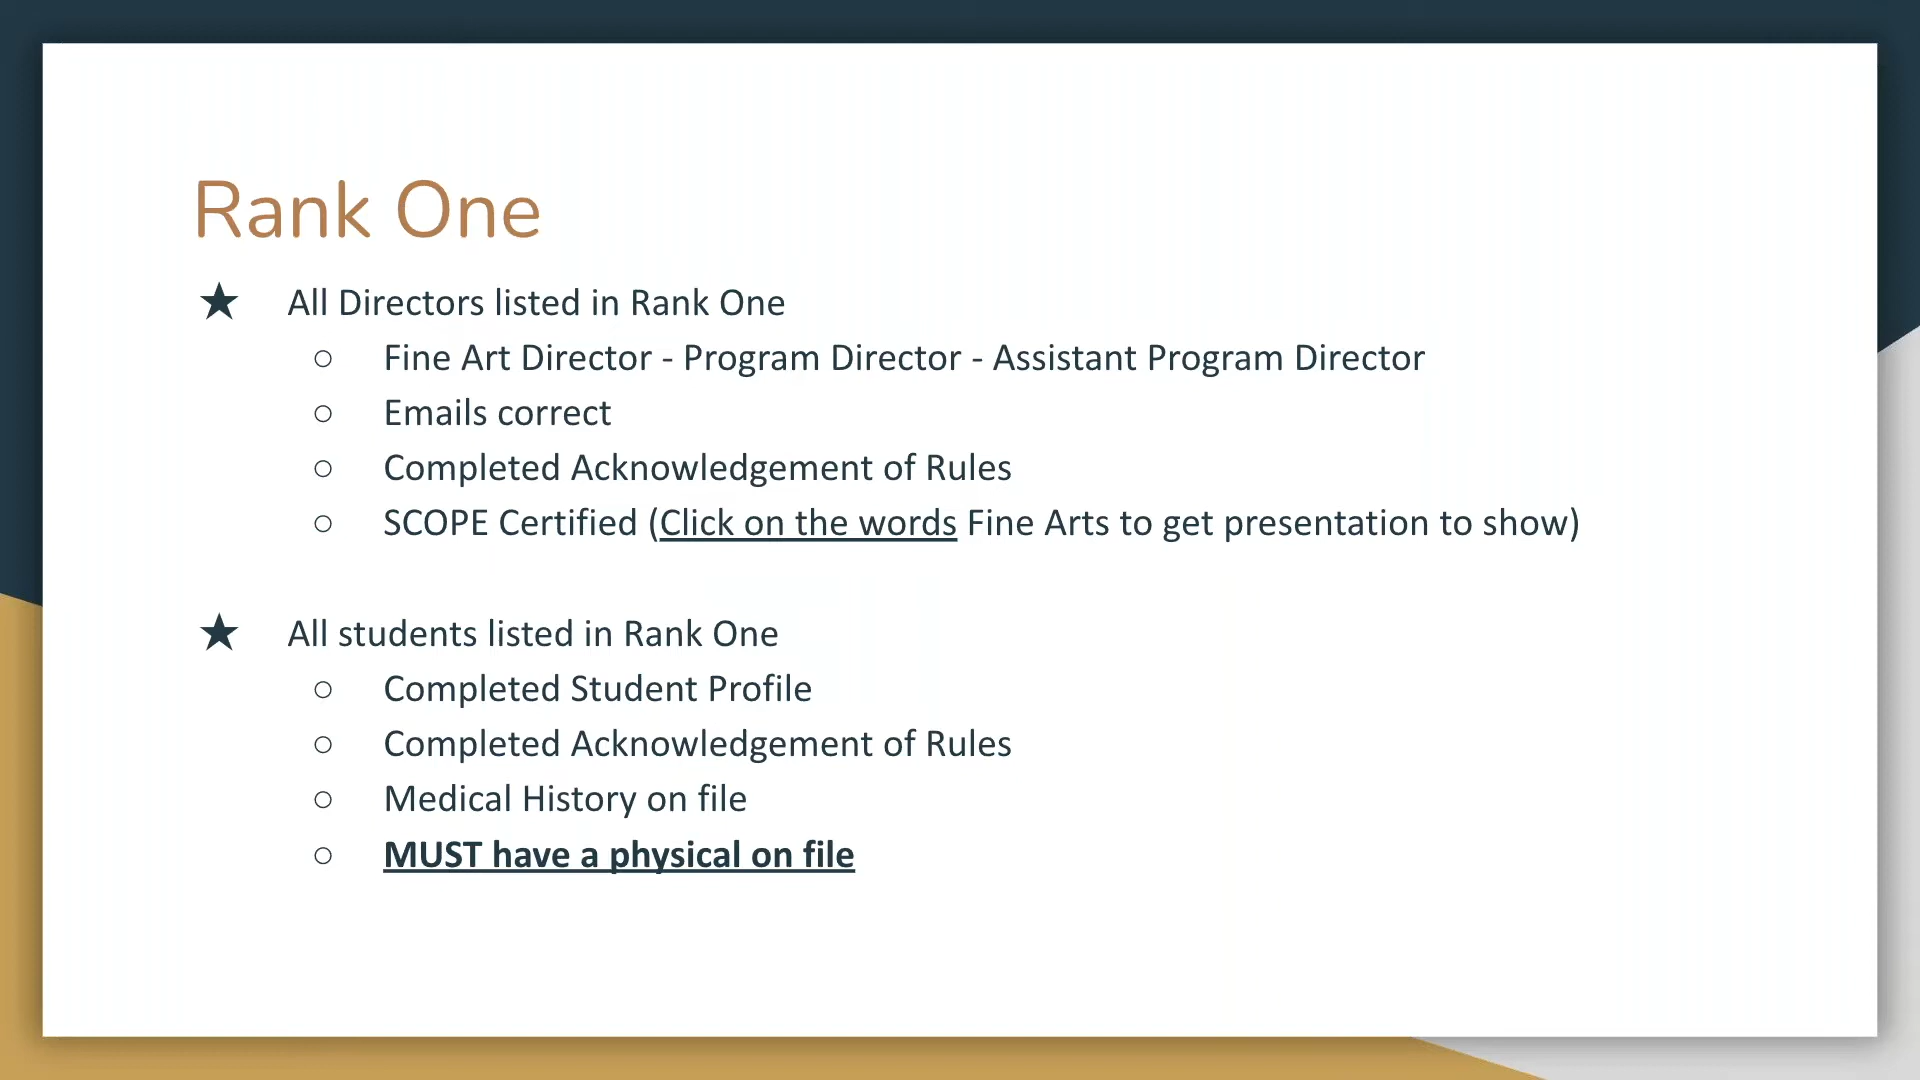 Rank One
★ All Directors listed in Rank One
○ Fine Art Director - Program Director - Assistant Program Director
○ Emails correct
○ Completed Acknowledgement of Rules
○ SCOPE Certified (Click on the words Fine Arts to get presentation to show)
★ All students listed in Rank One
○ Completed Student Profile
○ Completed Acknowledgement of Rules
○ Medical History on file
○ MUST have a physical on file